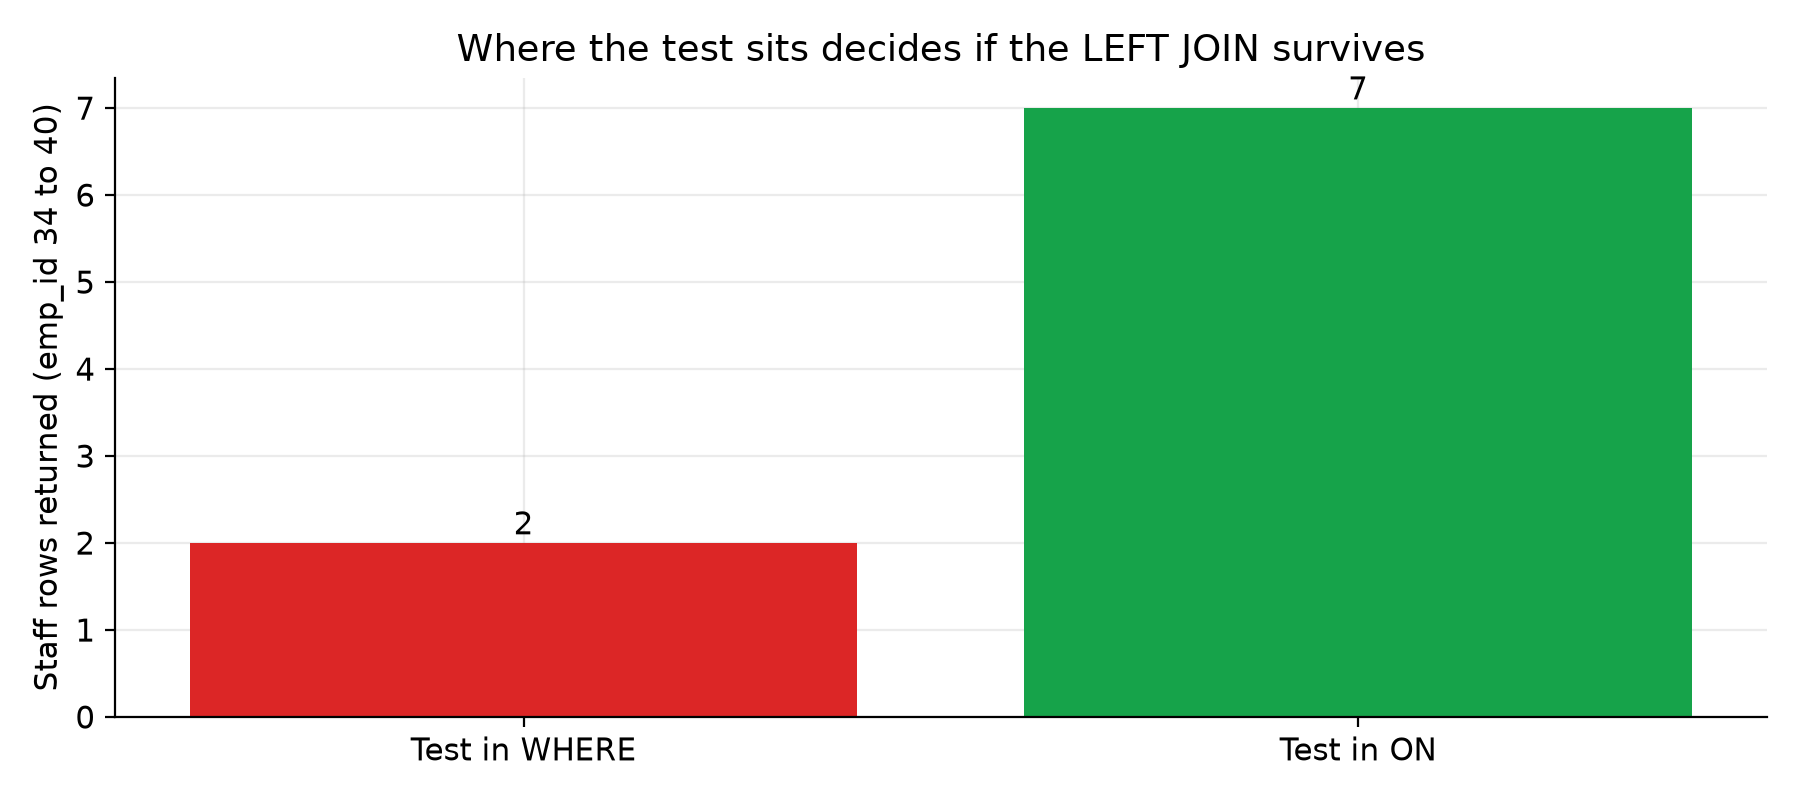 Where the test sits decides if the LEFT JOIN survives
Staff rows returned (emp_id 34 to 40)
7
6
5
4
3
2
1
0
2
7
Test in WHERE
Test in ON